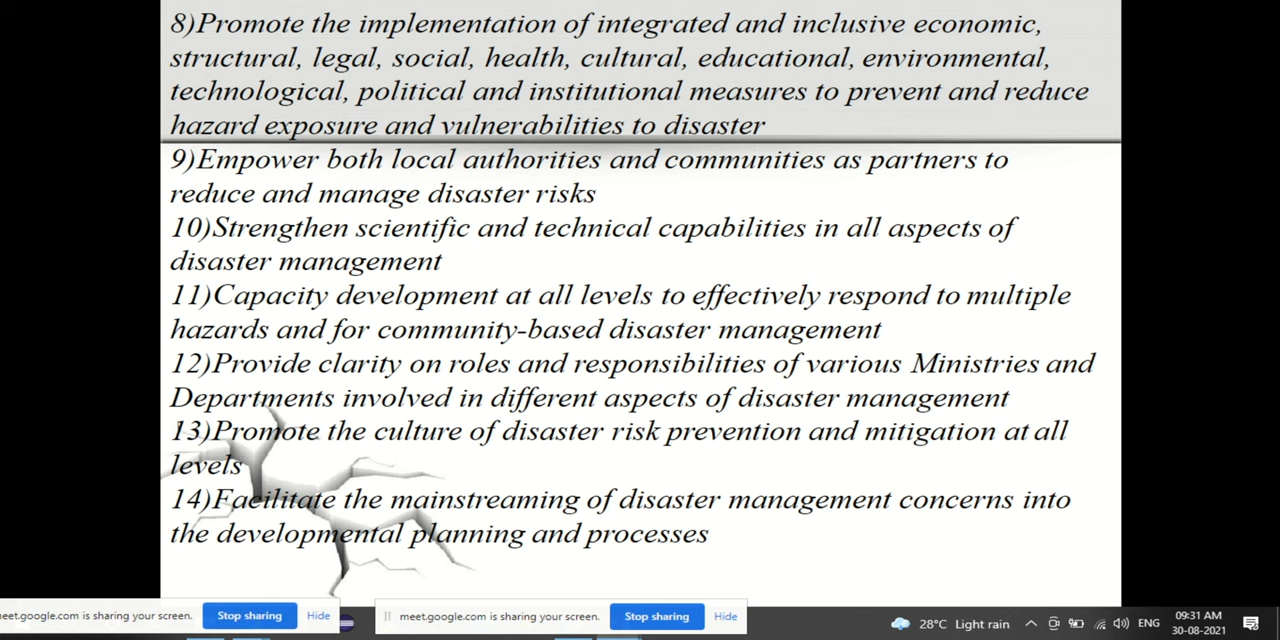 8)Promote the implementation of integrated and inclusive economic,
structural, legal, social, health, cultural, educational, environmental,
technological, political and institutional measures to prevent and reduce
hazard exposure and vulnerabilities to disaster
9)Empower both local authorities and communities as partners to
reduce and manage disaster risks
10)Strengthen scientific and technical capabilities in all aspects of
disaster management
11)Capacity development at all levels to effectively respond to multiple
hazards and for community-based disaster management
12)Provide clarity on roles and responsibilities of various Ministries and
Departments involved in different aspects of disaster management
13)Promote the culture of disaster risk prevention and mitigation at all
levels
14)Facilitate the mainstreaming of disaster management concerns into
the developmental planning and processes
eet.google.com is sharing your screen. Stop sharing Hide
meet.google.com is sharing your screen. Stop sharing Hide
28°C Light rain ENG 09:31 AM
30-08-2021